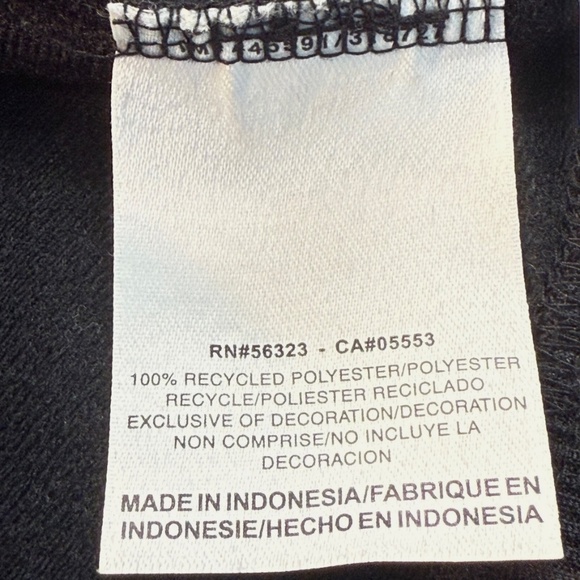 RN#56323 - CA#05553
100% RECYCLED POLYESTER/POLYESTER
RECYCLE/POLIESTER RECICLADO
EXCLUSIVE OF DECORATION/DECORATION
NON COMPRISE/NO INCLUYE LA
DECORACION
MADE IN INDONESIA/FABRIQUE EN
INDONESIE/HECHO EN INDONESIA